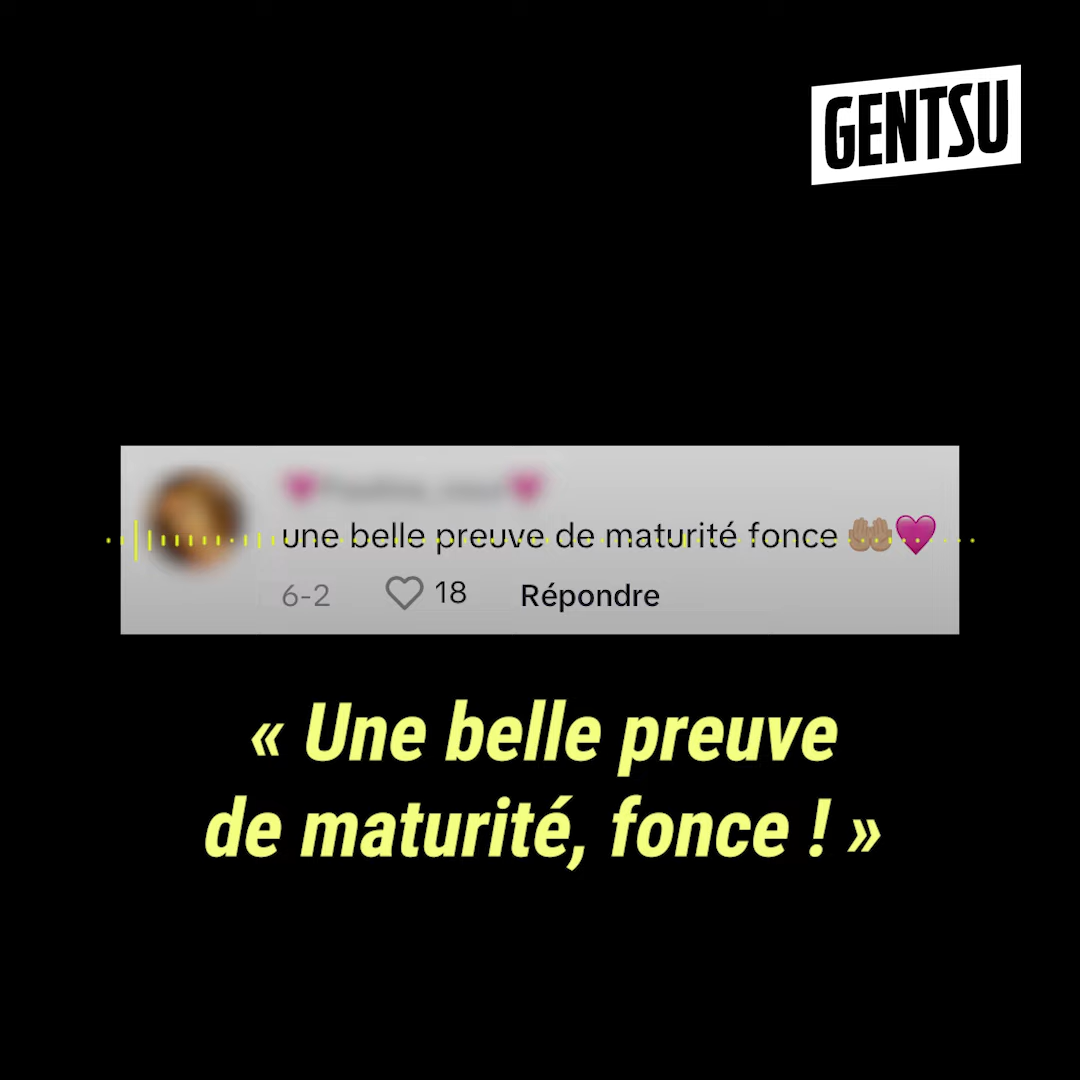 GENTSU
une belle preuve de maturité fonce 🤲🏽💗
6-2 18 Répondre
« Une belle preuve
de maturité, fonce ! »